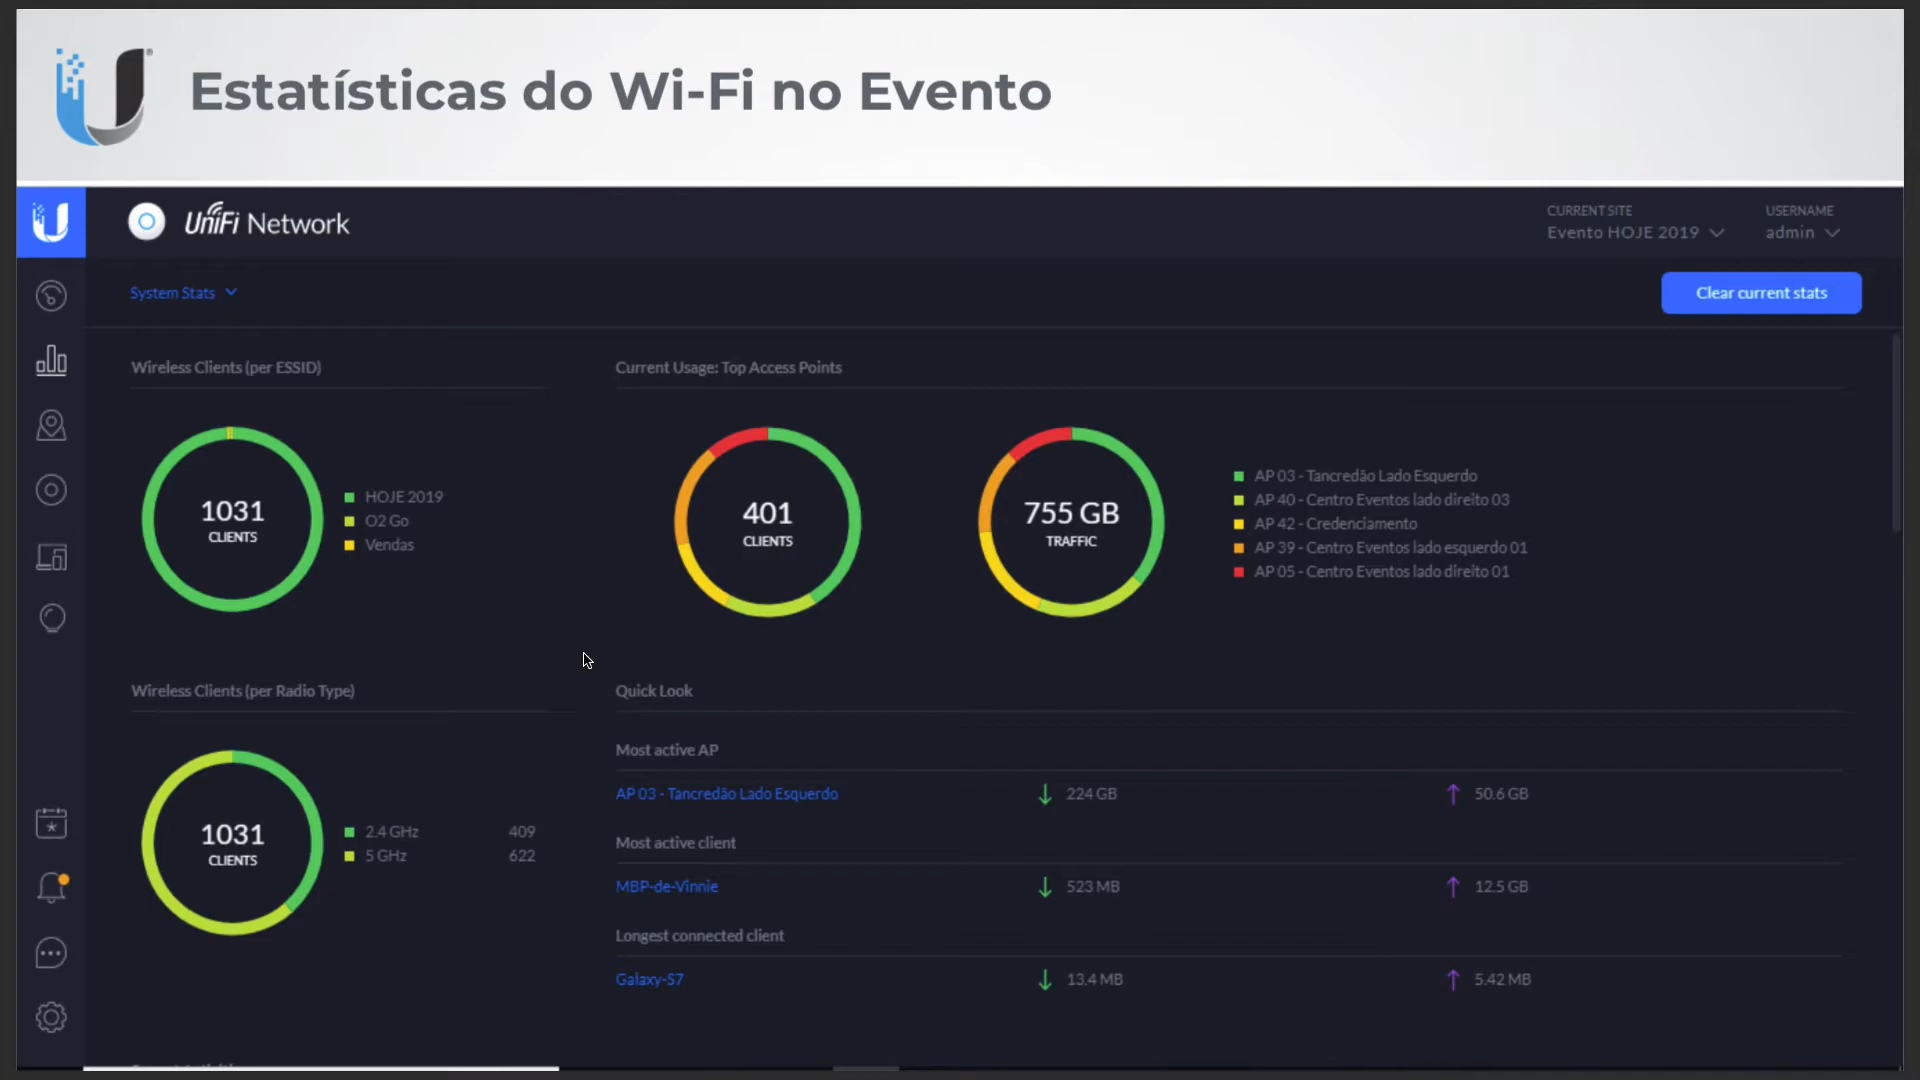 Estatísticas do Wi-Fi no Evento
UniFi Network
CURRENT SITE
Evento HOJE 2019
USERNAME
admin
System Stats
Clear current stats
Wireless Clients (per ESSID)
1031
CLIENTS
HOJE 2019
O2 Go
Vendas
Current Usage: Top Access Points
401
CLIENTS
755 GB
TRAFFIC
AP 03 - Tancredão Lado Esquerdo
AP 40 - Centro Eventos lado direito 03
AP 42 - Credenciamento
AP 39 - Centro Eventos lado esquerdo 01
AP 05 - Centro Eventos lado direito 01
Wireless Clients (per Radio Type)
1031
CLIENTS
2.4 GHz 409
5 GHz 622
Quick Look
Most active AP
AP 03 - Tancredão Lado Esquerdo 224 GB 50.6 GB
Most active client
MBP-de-Vinnie 523 MB 12.5 GB
Longest connected client
Galaxy-S7 13.4 MB 5.42 MB